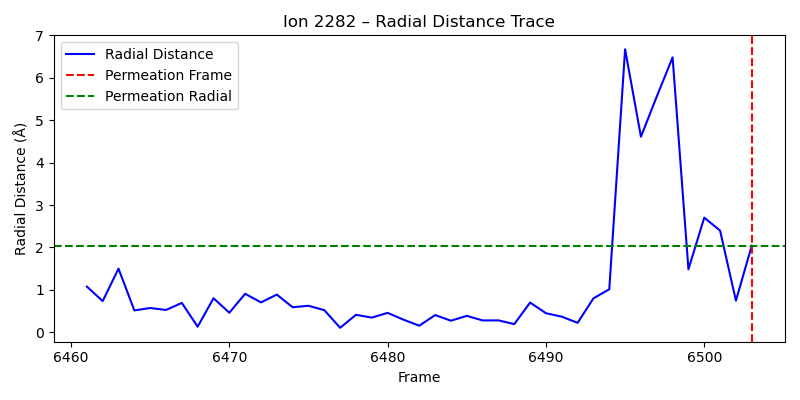 Ion 2282 – Radial Distance Trace
Radial Distance
Permeation Frame
Permeation Radial
Radial Distance (Å)
7
6
5
4
3
2
1
0
6460
6470
6480
6490
6500
Frame